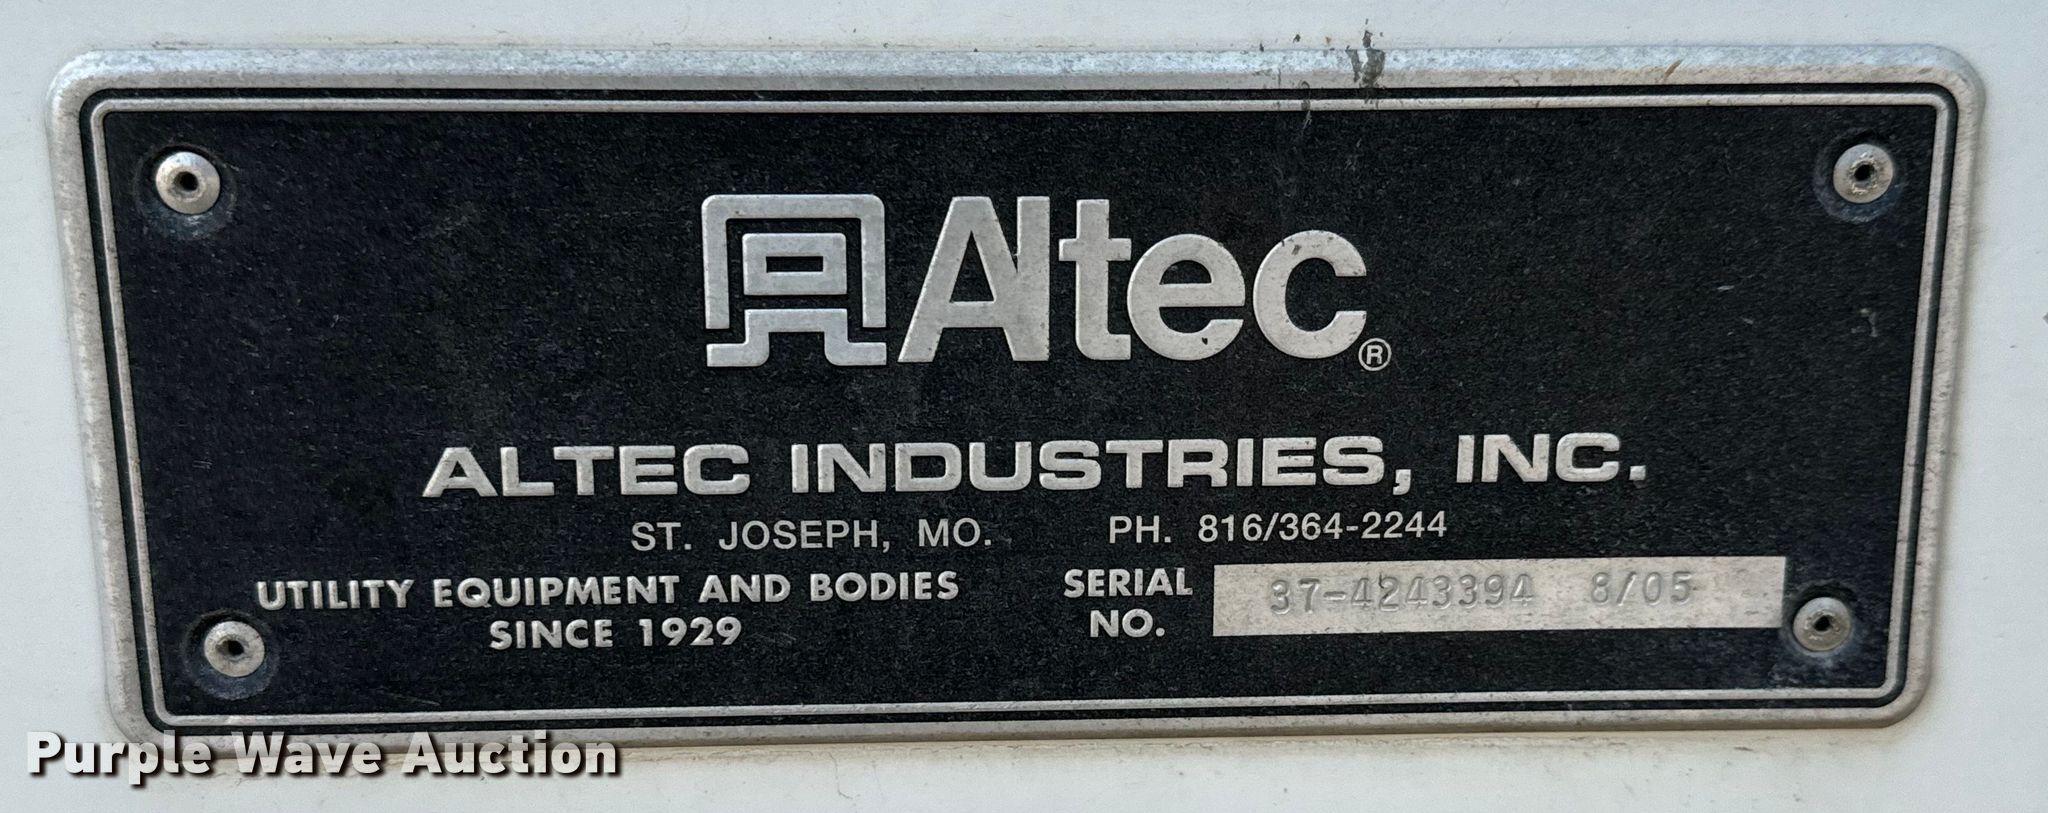 Altec®
ALTEC INDUSTRIES, INC.
ST. JOSEPH, MO. PH. 816/364-2244
UTILITY EQUIPMENT AND BODIES
SINCE 1929
SERIAL
NO.
37-4243394 8/05
Purple Wave Auction